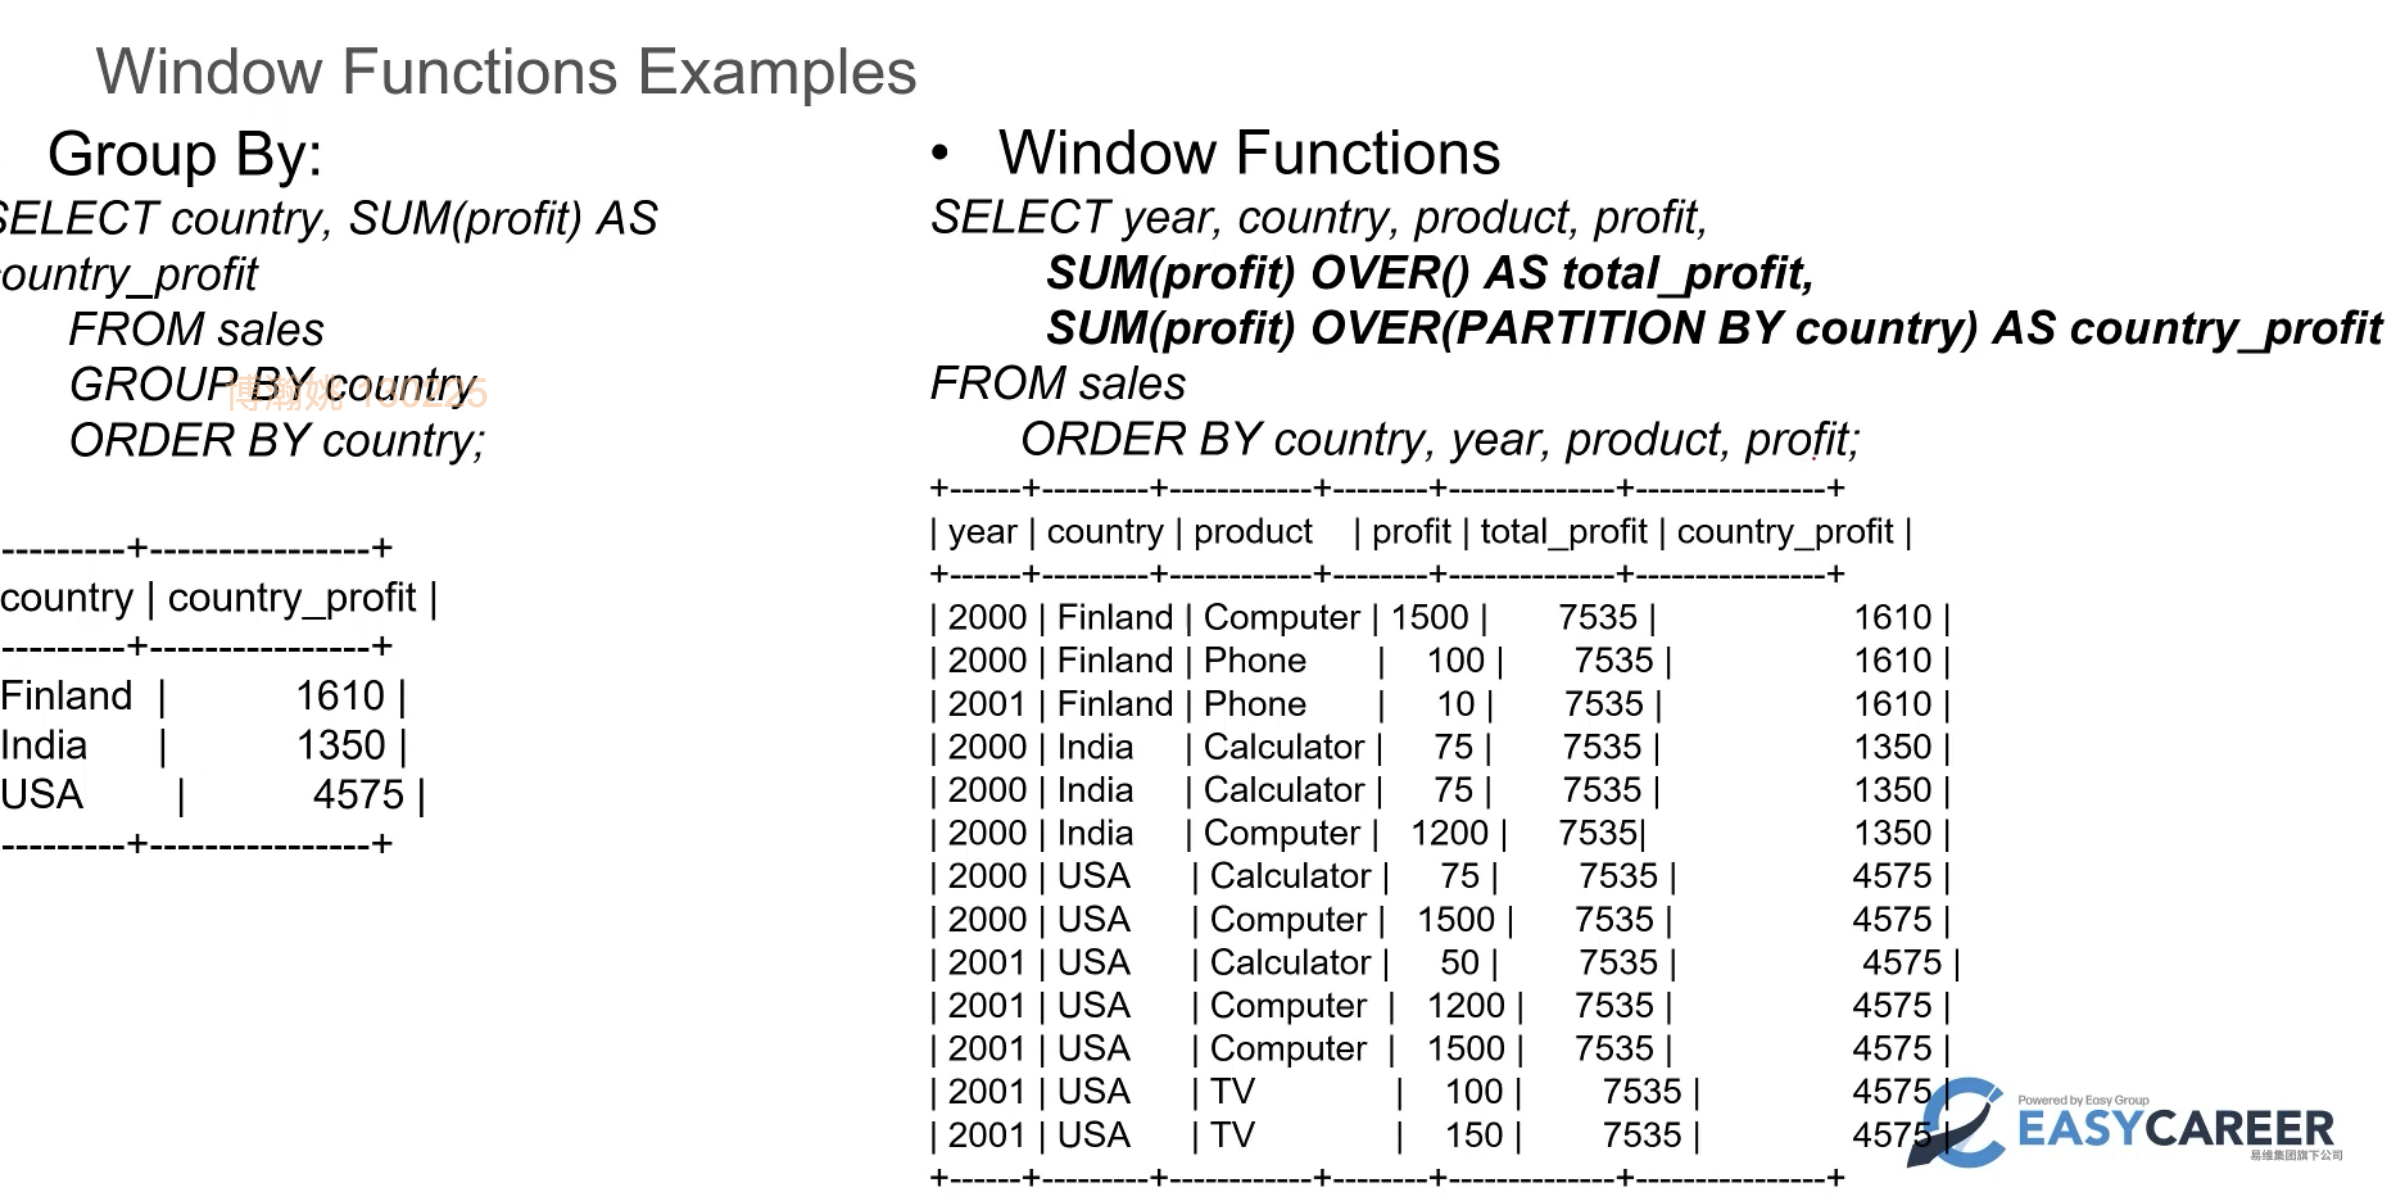 Window Functions Examples
Group By:
SELECT country, SUM(profit) AS
country_profit
FROM sales
GROUP BY country
ORDER BY country;
---------+----------------+
country | country_profit |
---------+----------------+
Finland | 1610 |
India | 1350 |
USA | 4575 |
---------+----------------+
博瀚姚 130225
• Window Functions
SELECT year, country, product, profit,
SUM(profit) OVER() AS total_profit,
SUM(profit) OVER(PARTITION BY country) AS country_profit
FROM sales
ORDER BY country, year, product, profit;
+------+---------+------------+--------+--------------+----------------+
| year | country | product | profit | total_profit | country_profit |
+------+---------+------------+--------+--------------+----------------+
| 2000 | Finland | Computer | 1500 | 7535 | 1610 |
| 2000 | Finland | Phone | 100 | 7535 | 1610 |
| 2001 | Finland | Phone | 10 | 7535 | 1610 |
| 2000 | India | Calculator | 75 | 7535 | 1350 |
| 2000 | India | Calculator | 75 | 7535 | 1350 |
| 2000 | India | Computer | 1200 | 7535| 1350 |
| 2000 | USA | Calculator | 75 | 7535 | 4575 |
| 2000 | USA | Computer | 1500 | 7535 | 4575 |
| 2001 | USA | Calculator | 50 | 7535 | 4575 |
| 2001 | USA | Computer | 1200 | 7535 | 4575 |
| 2001 | USA | Computer | 1500 | 7535 | 4575 |
| 2001 | USA | TV | 100 | 7535 | 4575 |
| 2001 | USA | TV | 150 | 7535 | 4575 |
+------+---------+------------+--------+--------------+----------------+
Powered by Easy Group
EASYCAREER
易维集团旗下公司